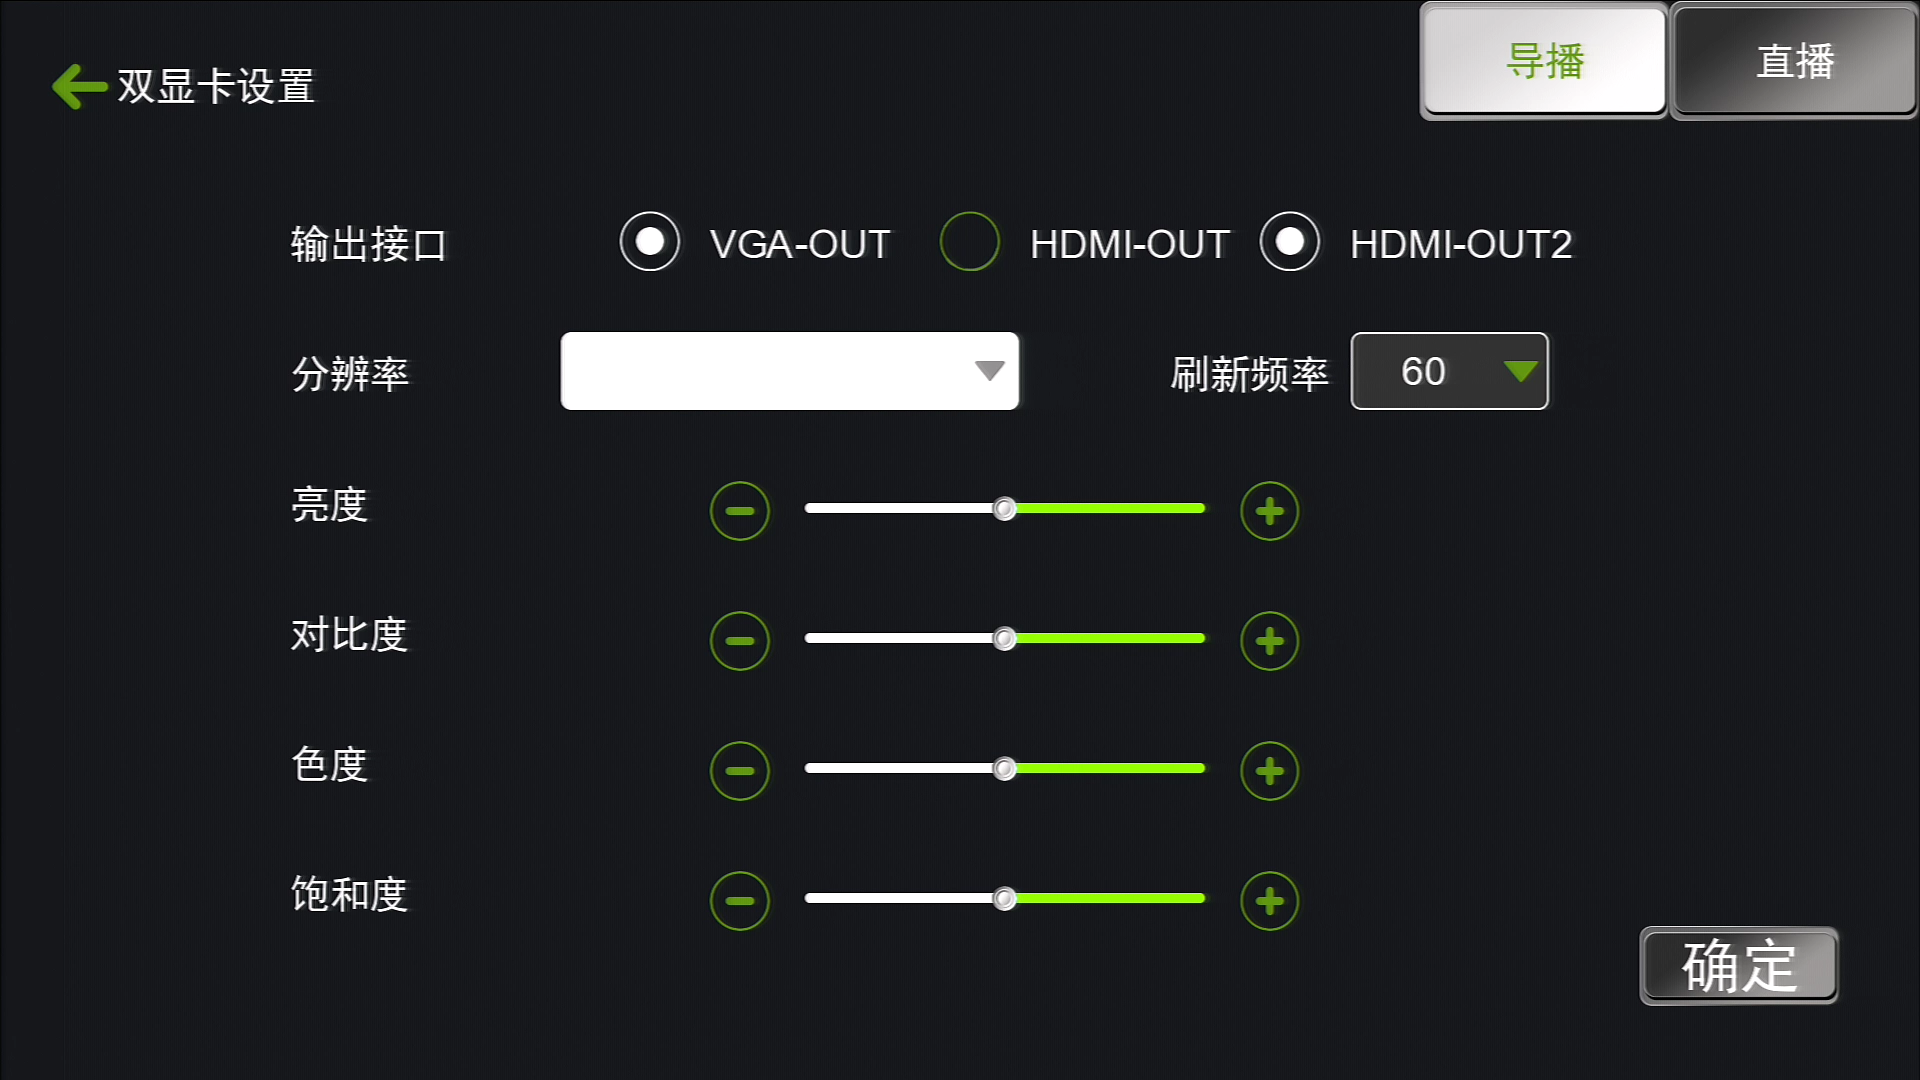 双显卡设置
导播
直播
输出接口 VGA-OUT HDMI-OUT HDMI-OUT2
分辨率 刷新频率 60
亮度
对比度
色度
饱和度
确定